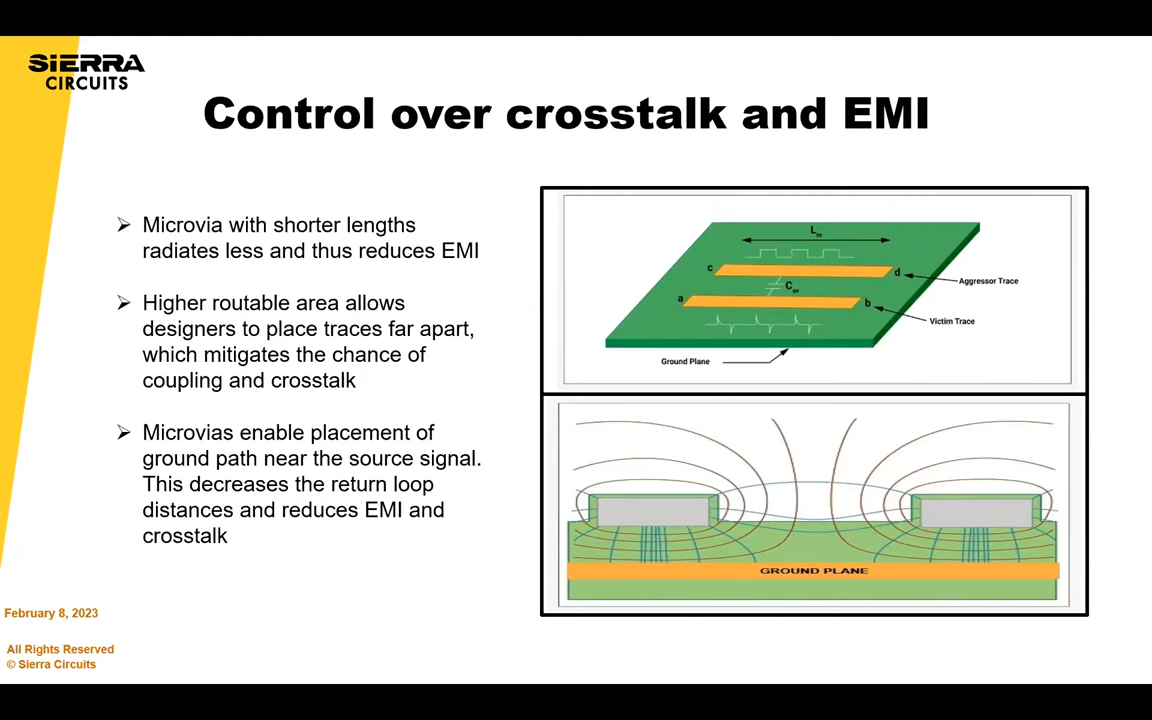 SIERRA
CIRCUITS
Control over crosstalk and EMI
➢ Microvia with shorter lengths
radiates less and thus reduces EMI
➢ Higher routable area allows
designers to place traces far apart,
which mitigates the chance of
coupling and crosstalk
➢ Microvias enable placement of
ground path near the source signal.
This decreases the return loop
distances and reduces EMI and
crosstalk
Lm
c
d
Aggressor Trace
a
b
Victim Trace
Ground Plane
GROUND PLANE
February 8, 2023
All Rights Reserved
© Sierra Circuits